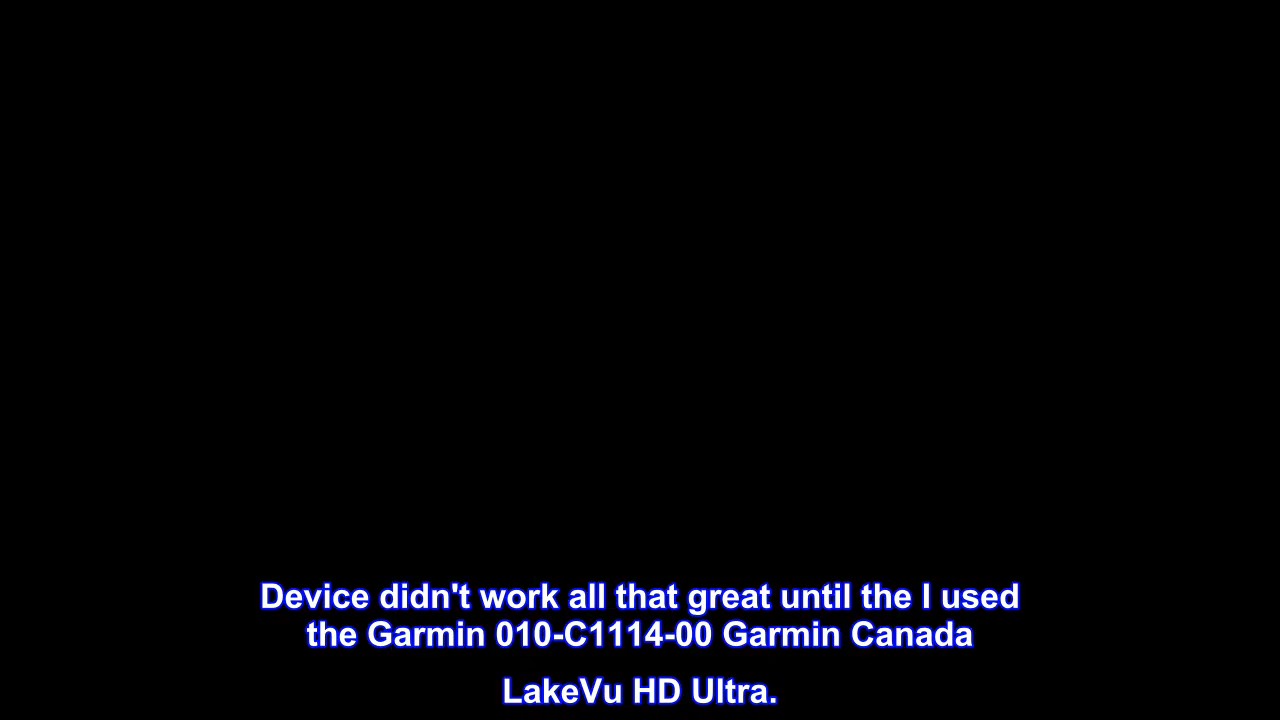 Device didn't work all that great until the I used
the Garmin 010-C1114-00 Garmin Canada
LakeVu HD Ultra.